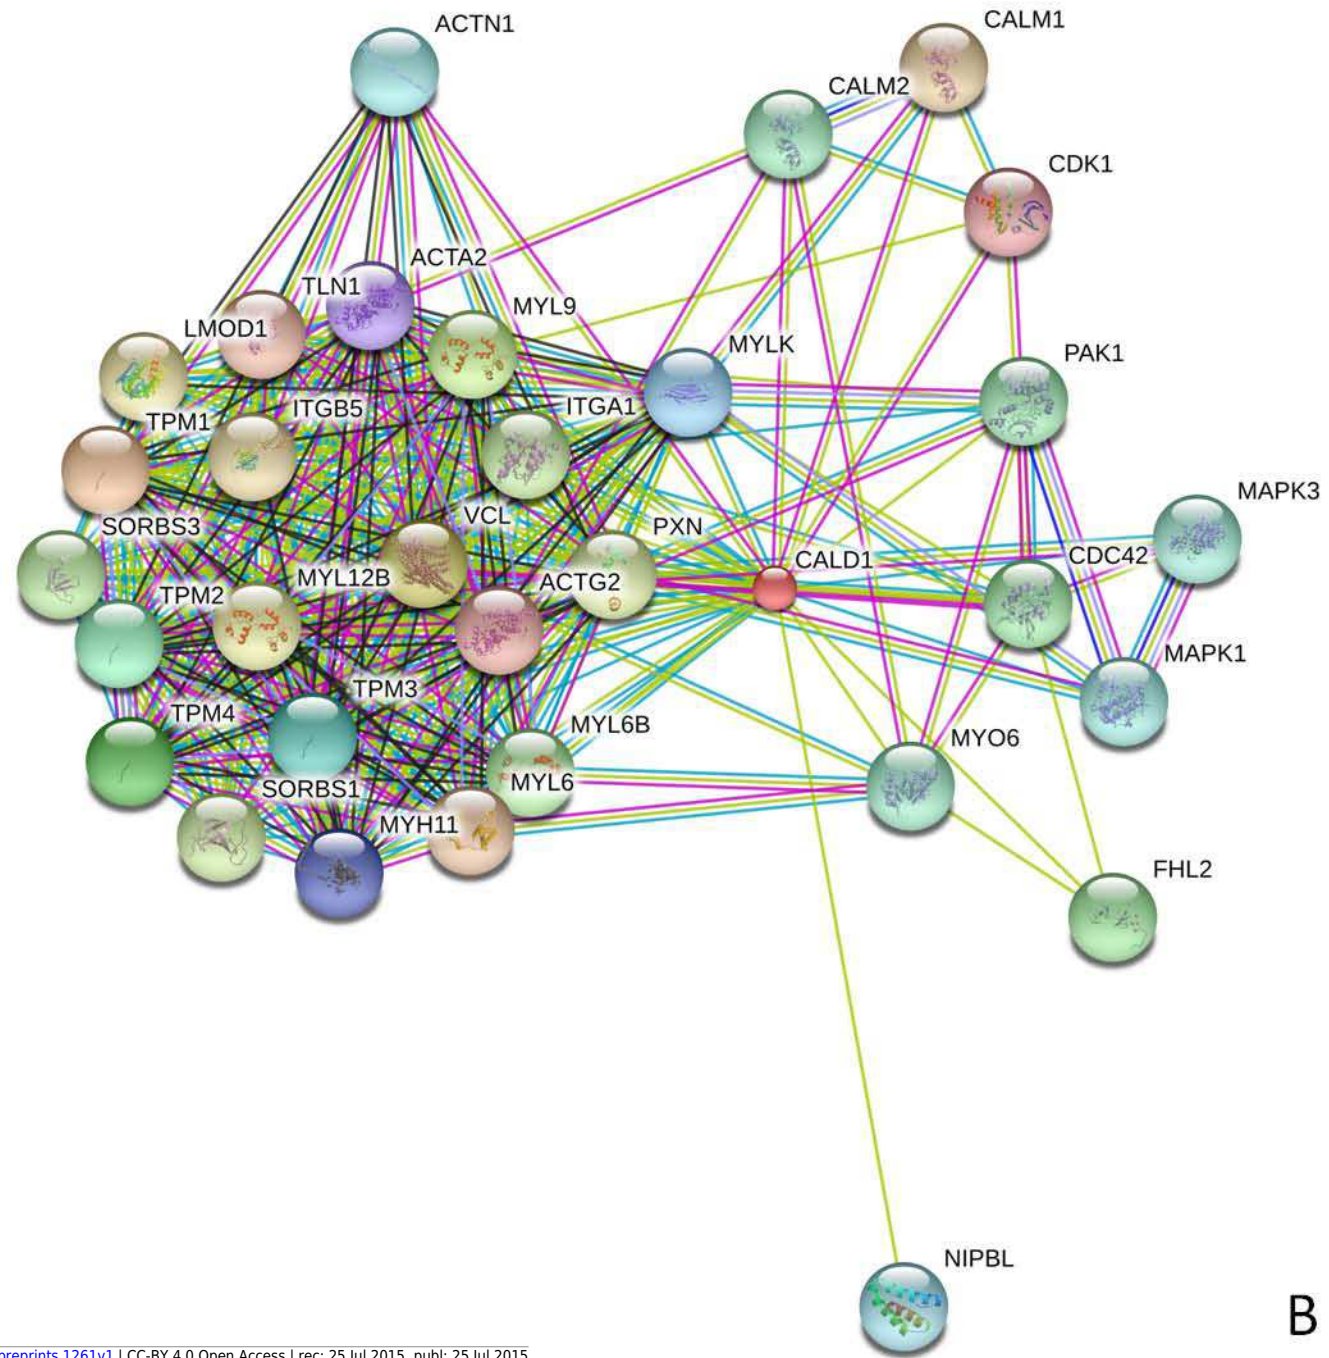 ACTN1
CALM1
CALM2
CDK1
ACTA2
TLN1
MYL9
LMOD1
MYLK
PAK1
ITGB5
ITGA1
TPM1
MAPK3
VCL
PXN
SORBS3
CALD1
CDC42
MYL12B
ACTG2
TPM2
MAPK1
TPM3
TPM4
MYL6B
MYO6
MYL6
SORBS1
MYH11
FHL2
NIPBL
B
preprints.1261v1 | CC-BY 4.0 Open Access | rec: 25 Jul 2015, publ: 25 Jul 2015